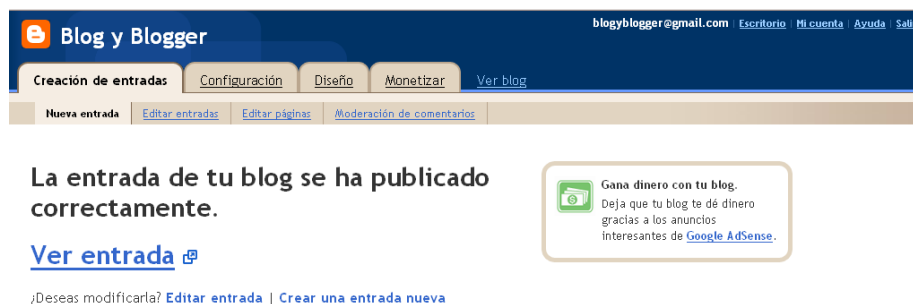 Blog y Blogger
blogyblogger@gmail.com | Escritorio | Mi cuenta | Ayuda | Sali
Creación de entradas Configuración Diseño Monetizar Ver blog
Nueva entrada Editar entradas Editar páginas Moderación de comentarios
La entrada de tu blog se ha publicado
correctamente.
Ver entrada
¿Deseas modificarla? Editar entrada | Crear una entrada nueva
Gana dinero con tu blog.
Deja que tu blog te dé dinero
gracias a los anuncios
interesantes de Google AdSense.